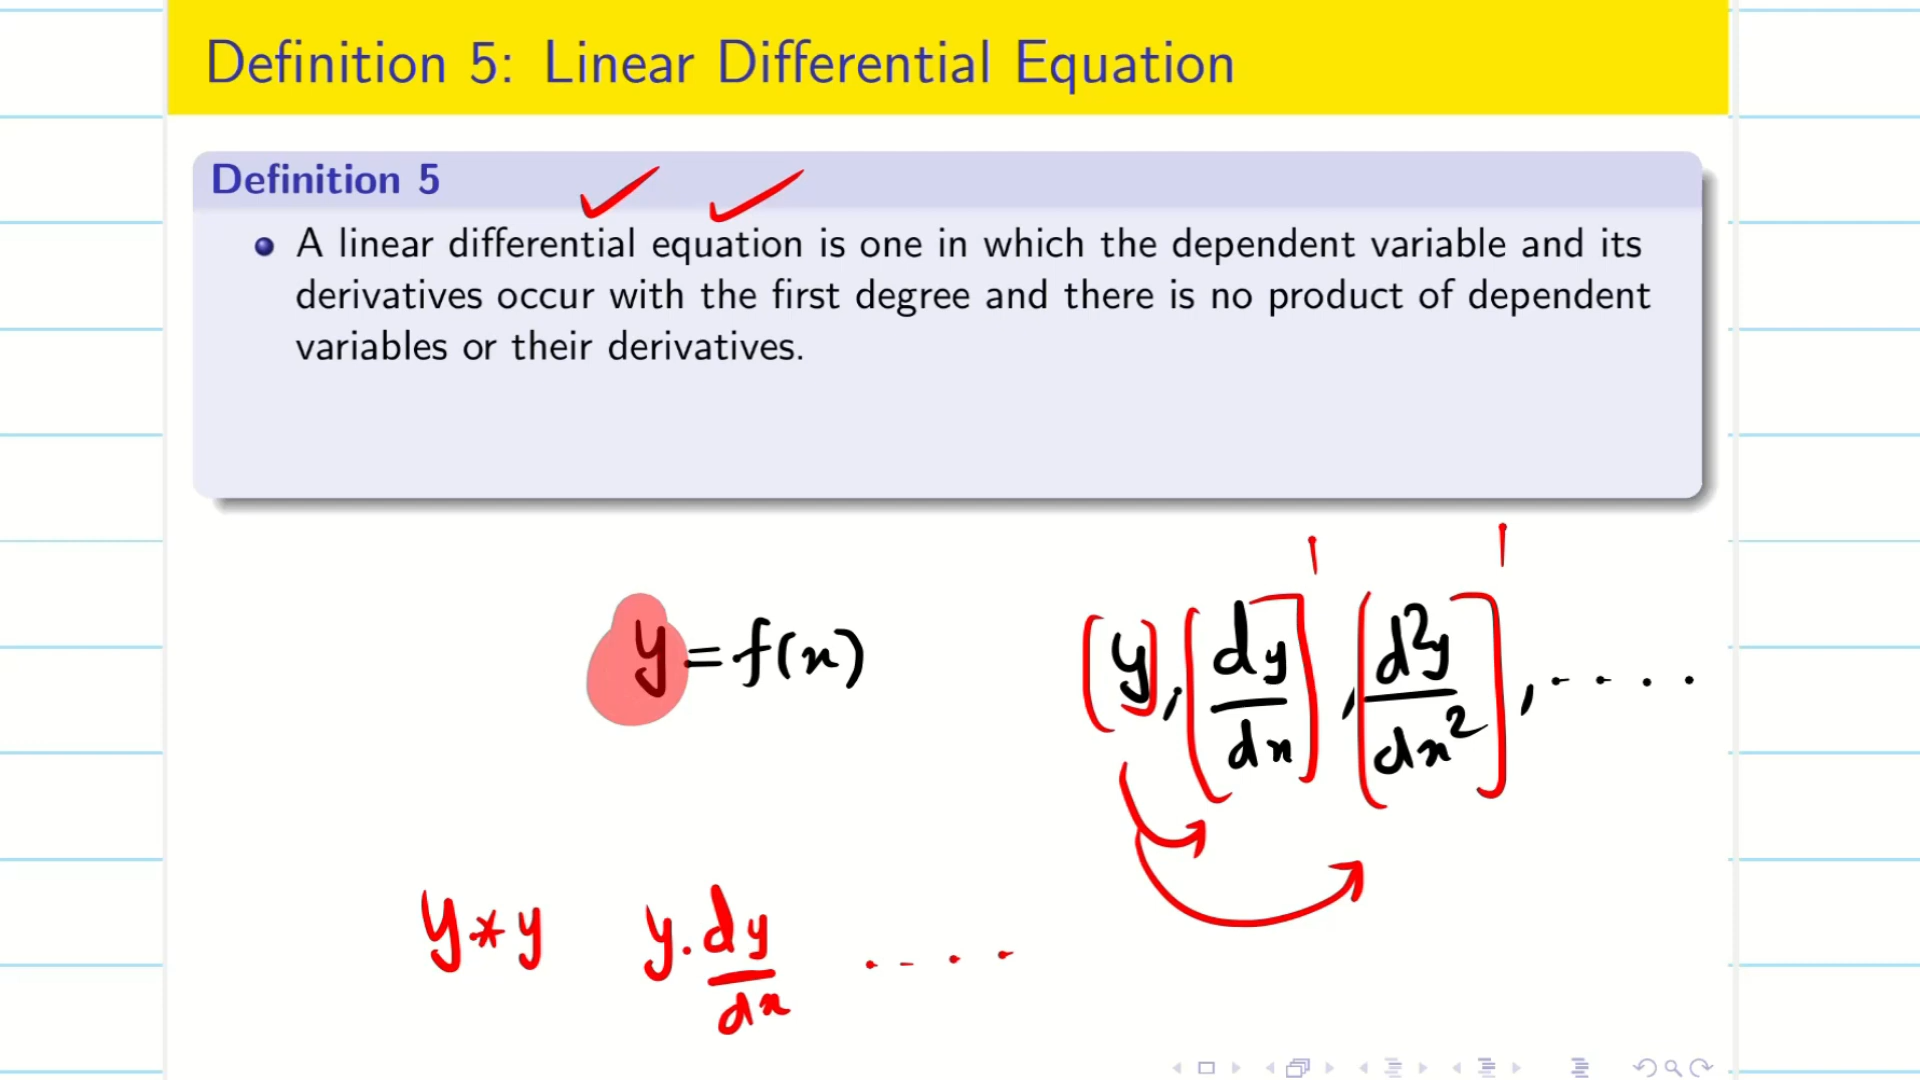 Definition 5: Linear Differential Equation
Definition 5
A linear differential equation is one in which the dependent variable and its
derivatives occur with the first degree and there is no product of dependent
variables or their derivatives.
y = f(x)
(y), [dy/dx]^1, [d²y/dx²]^1, ....
y*y y.dy/dx ....